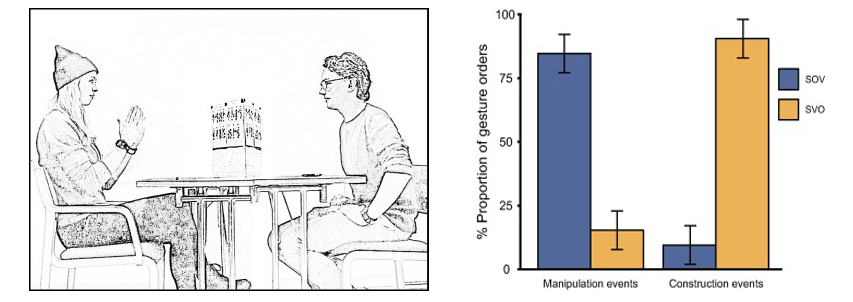 % Proportion of gesture orders
100
75
50
25
0
Manipulation events
Construction events
SOV
SVO